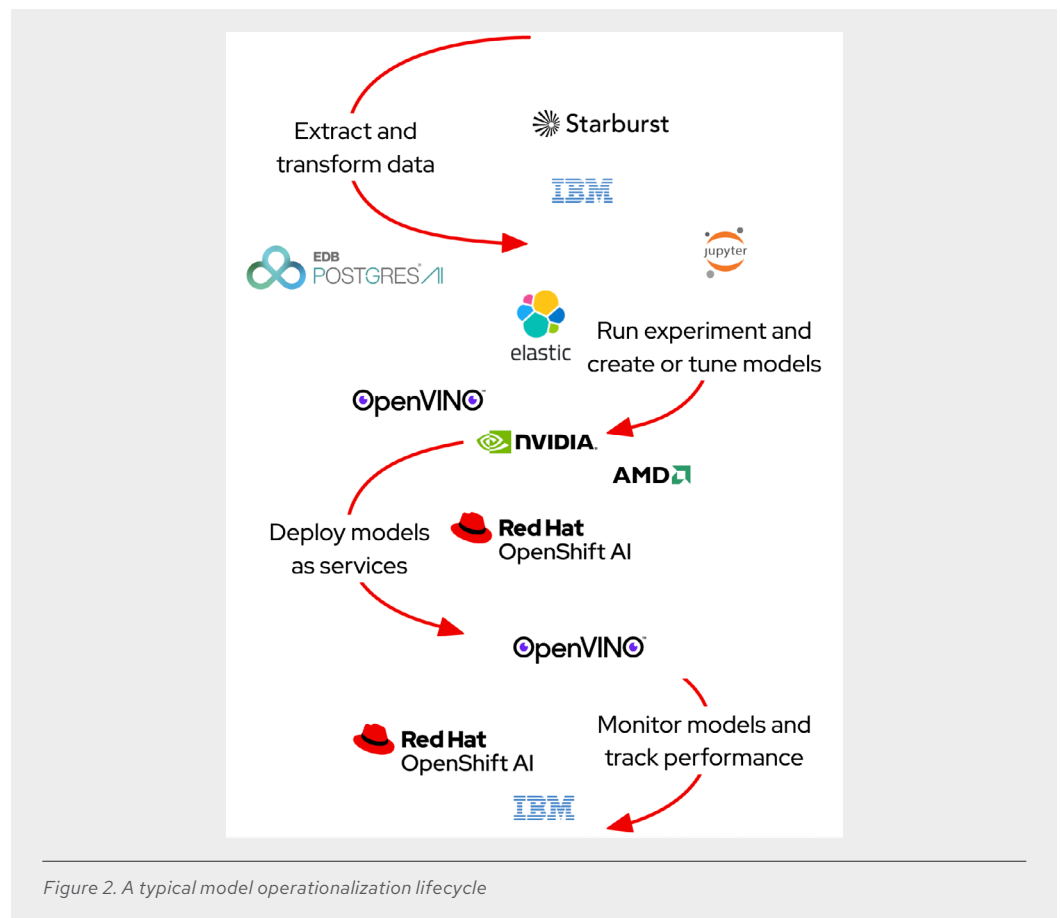 Extract and
transform data
Starburst
IBM
EDB
POSTGRES® AI
jupyter
elastic
Run experiment and
create or tune models
OpenVINO™
NVIDIA.
AMD
Deploy models
as services
Red Hat
OpenShift AI
OpenVINO™
Monitor models and
track performance
Red Hat
OpenShift AI
IBM
Figure 2. A typical model operationalization lifecycle